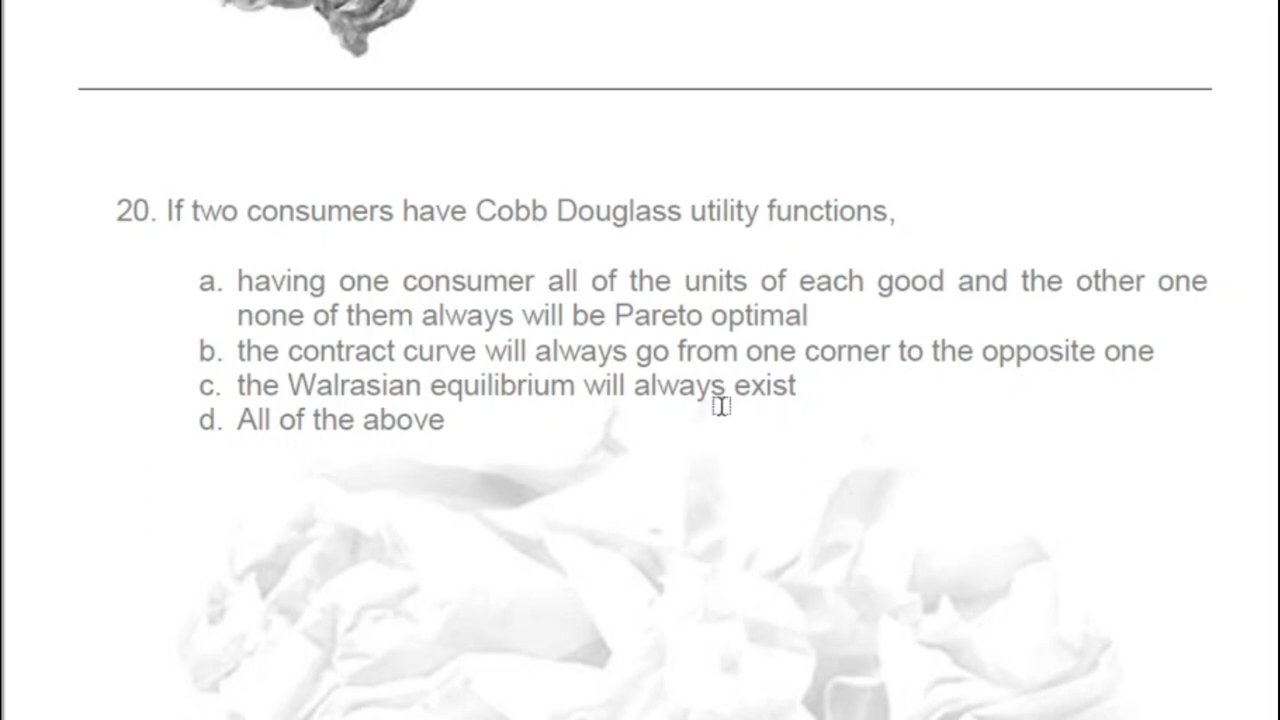 20. If two consumers have Cobb Douglass utility functions,
a. having one consumer all of the units of each good and the other one
none of them always will be Pareto optimal
b. the contract curve will always go from one corner to the opposite one
c. the Walrasian equilibrium will always exist
d. All of the above